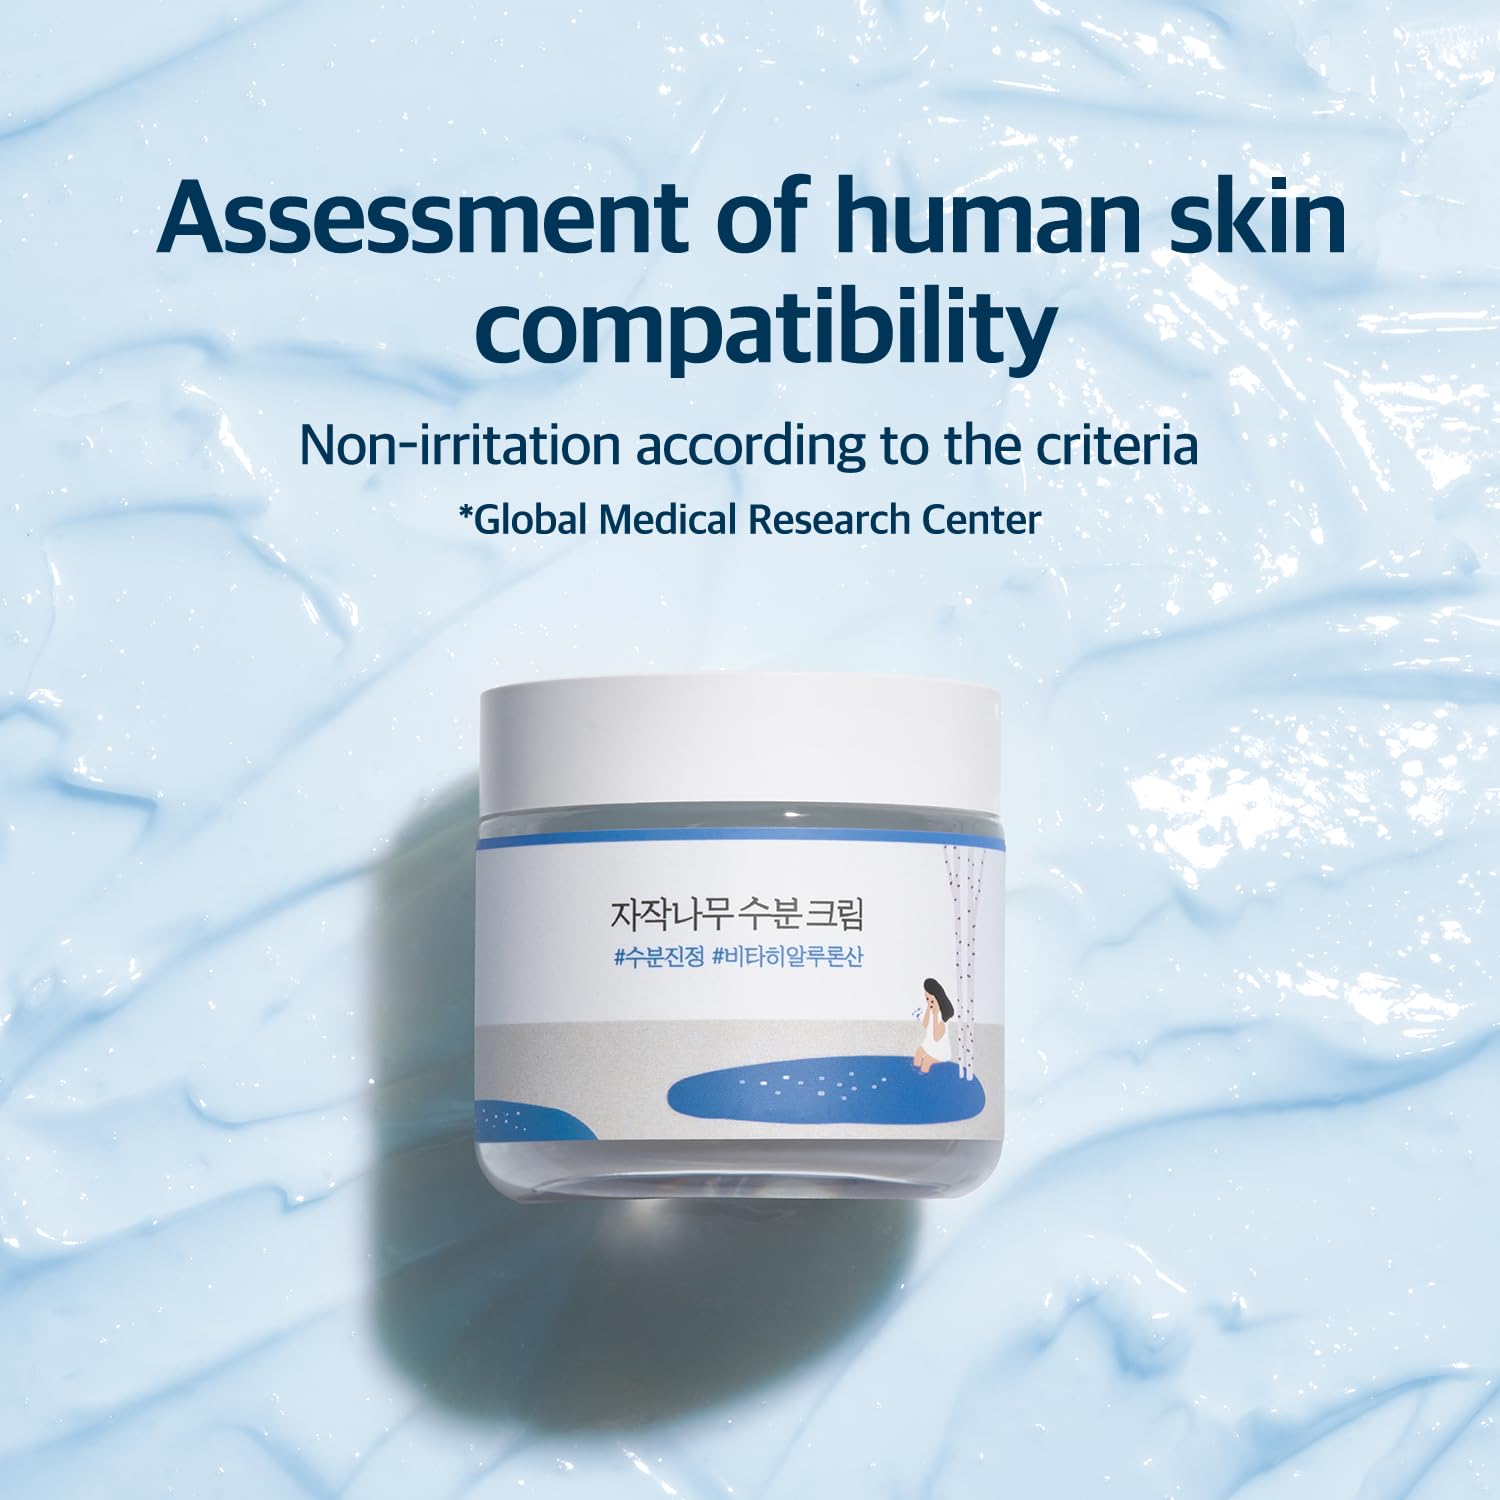 Assessment of human skin
compatibility
Non-irritation according to the criteria
*Global Medical Research Center
자작나무 수분 크림
#수분진정 #비타히알루론산